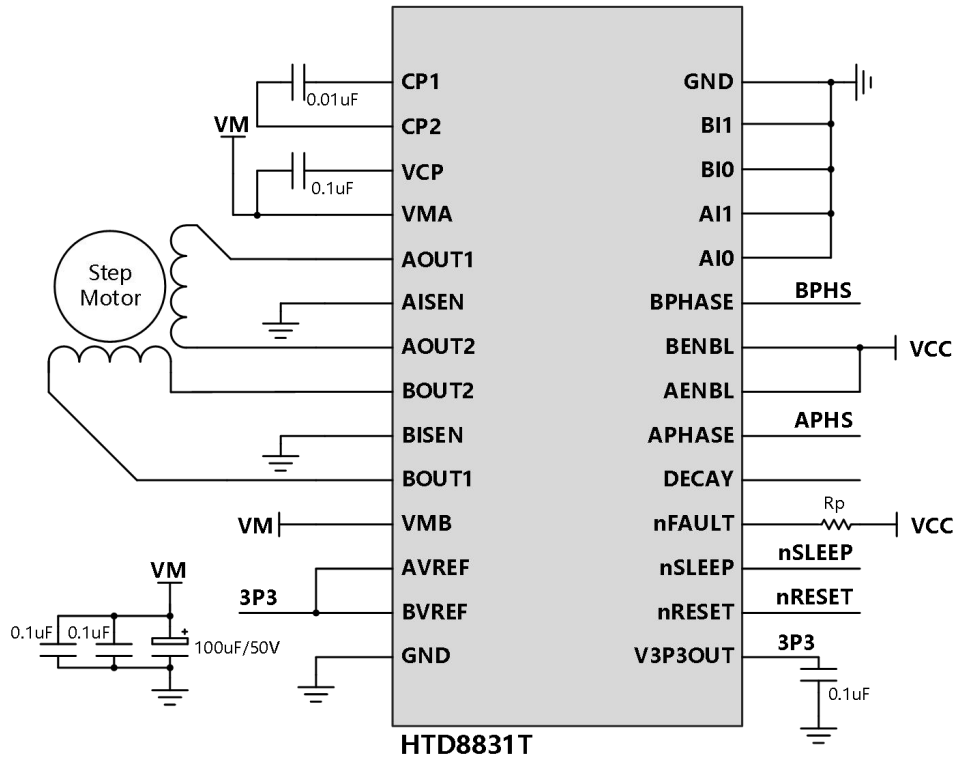 CP1
0.01uF
CP2
VM
VCP
0.1uF
VMA
AOUT1
Step
Motor
AISEN
AOUT2
BOUT2
BISEN
BOUT1
VM
VMB
AVREF
VM
3P3
BVREF
0.1uF
0.1uF
+
100uF/50V
GND
GND
BI1
BI0
AI1
AI0
BPHASE
BPHS
BENBL
VCC
AENBL
APHASE
APHS
DECAY
Rp
nFAULT
VCC
nSLEEP
nSLEEP
nRESET
nRESET
V3P3OUT
3P3
0.1uF
HTD8831T